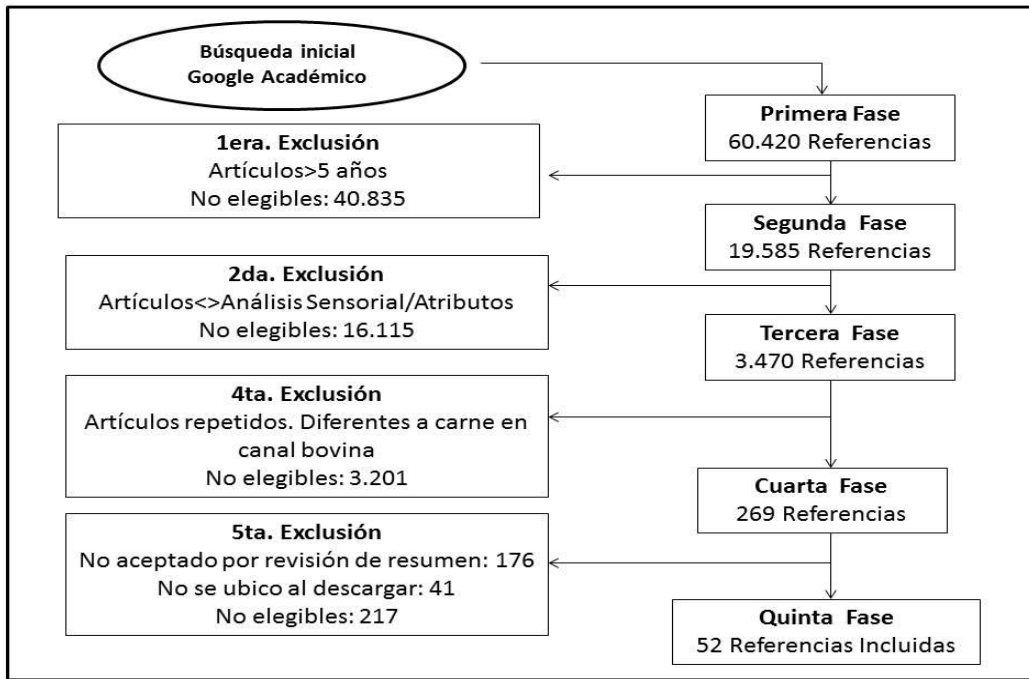 Búsqueda inicial
Google Académico
Primera Fase
60.420 Referencias
1era. Exclusión
Artículos>5 años
No elegibles: 40.835
Segunda Fase
19.585 Referencias
2da. Exclusión
Artículos<>Análisis Sensorial/Atributos
No elegibles: 16.115
Tercera Fase
3.470 Referencias
4ta. Exclusión
Artículos repetidos. Diferentes a carne en
canal bovina
No elegibles: 3.201
Cuarta Fase
269 Referencias
5ta. Exclusión
No aceptado por revisión de resumen: 176
No se ubico al descargar: 41
No elegibles: 217
Quinta Fase
52 Referencias Incluidas